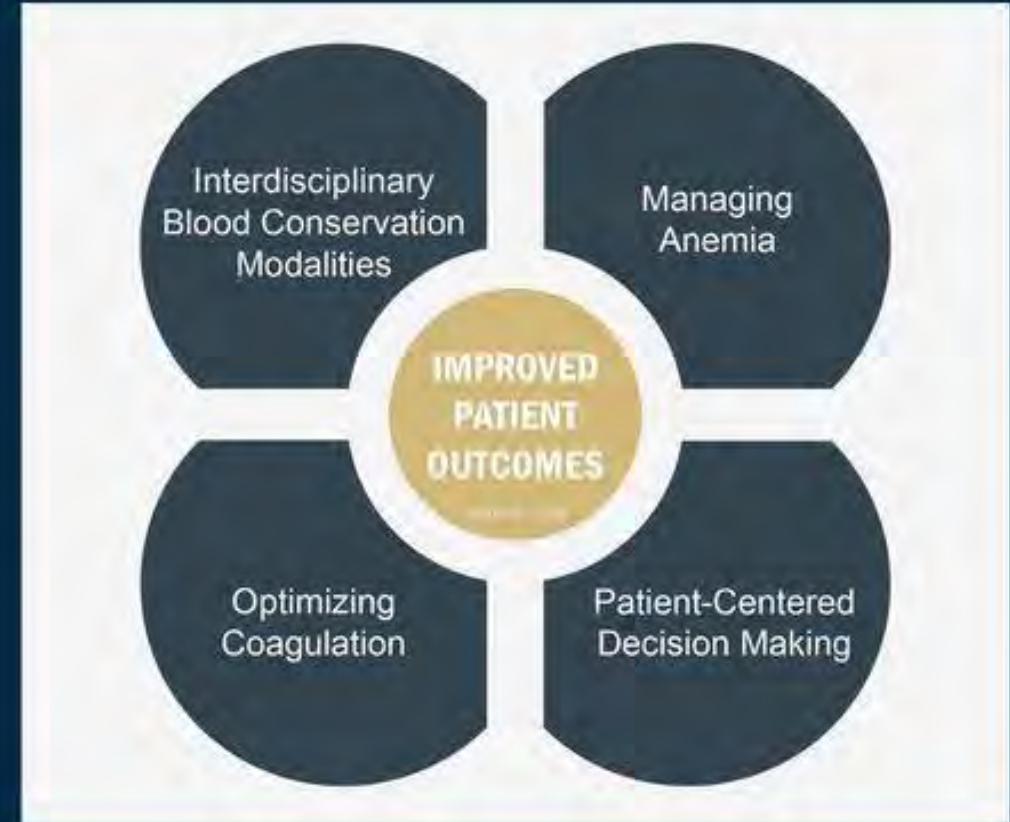 Interdisciplinary
Blood Conservation
Modalities
Managing
Anemia
IMPROVED
PATIENT
OUTCOMES
Optimizing
Coagulation
Patient-Centered
Decision Making